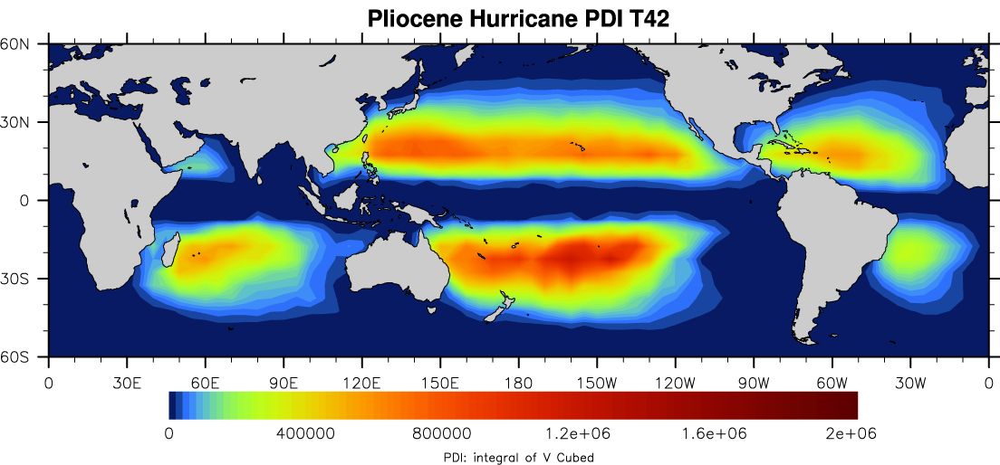 Pliocene Hurricane PDI T42
60N
30N
0
30S
60S
0 30E 60E 90E 120E 150E 180 150W 120W 90W 60W 30W 0
0 400000 800000 1.2e+06 1.6e+06 2e+06
PDI: integral of V Cubed